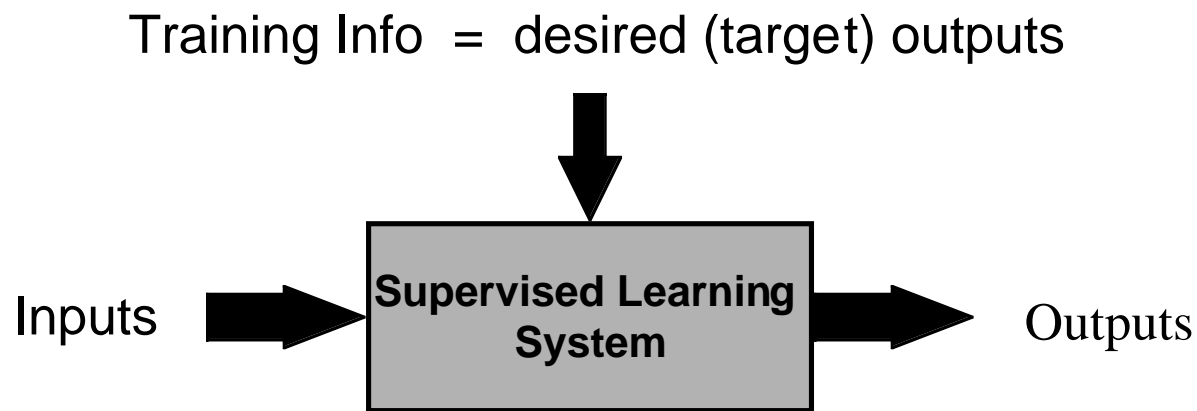 Training Info = desired (target) outputs
Inputs
Supervised Learning
System
Outputs